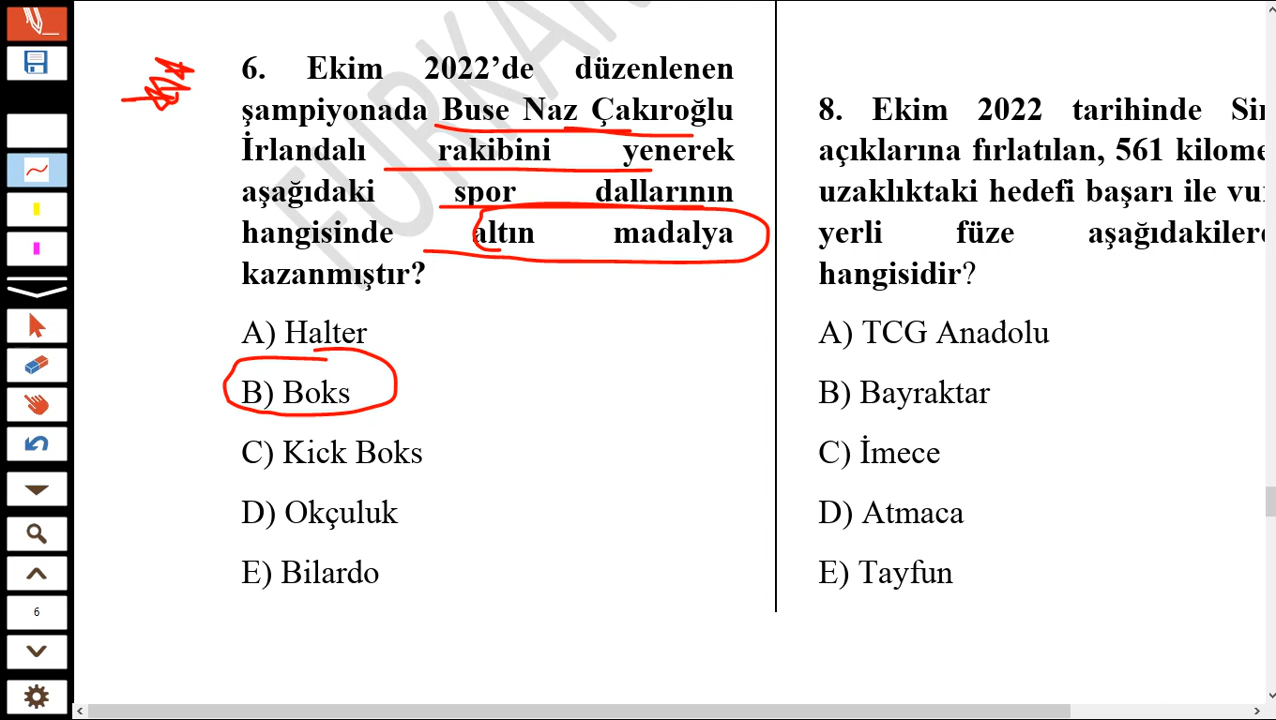 6. Ekim 2022’de düzenlenen
şampiyonada Buse Naz Çakıroğlu
İrlandalı rakibini yenerek
aşağıdaki spor dallarının
hangisinde altın madalya
kazanmıştır?
A) Halter
B) Boks
C) Kick Boks
D) Okçuluk
E) Bilardo
8. Ekim 2022 tarihinde
açıklarına fırlatılan, 561
uzaklıktaki hedefi başarı ile
yerli füze
hangisidir?
A) TCG Anadolu
B) Bayraktar
C) İmece
D) Atmaca
E) Tayfun
FURKAN
6